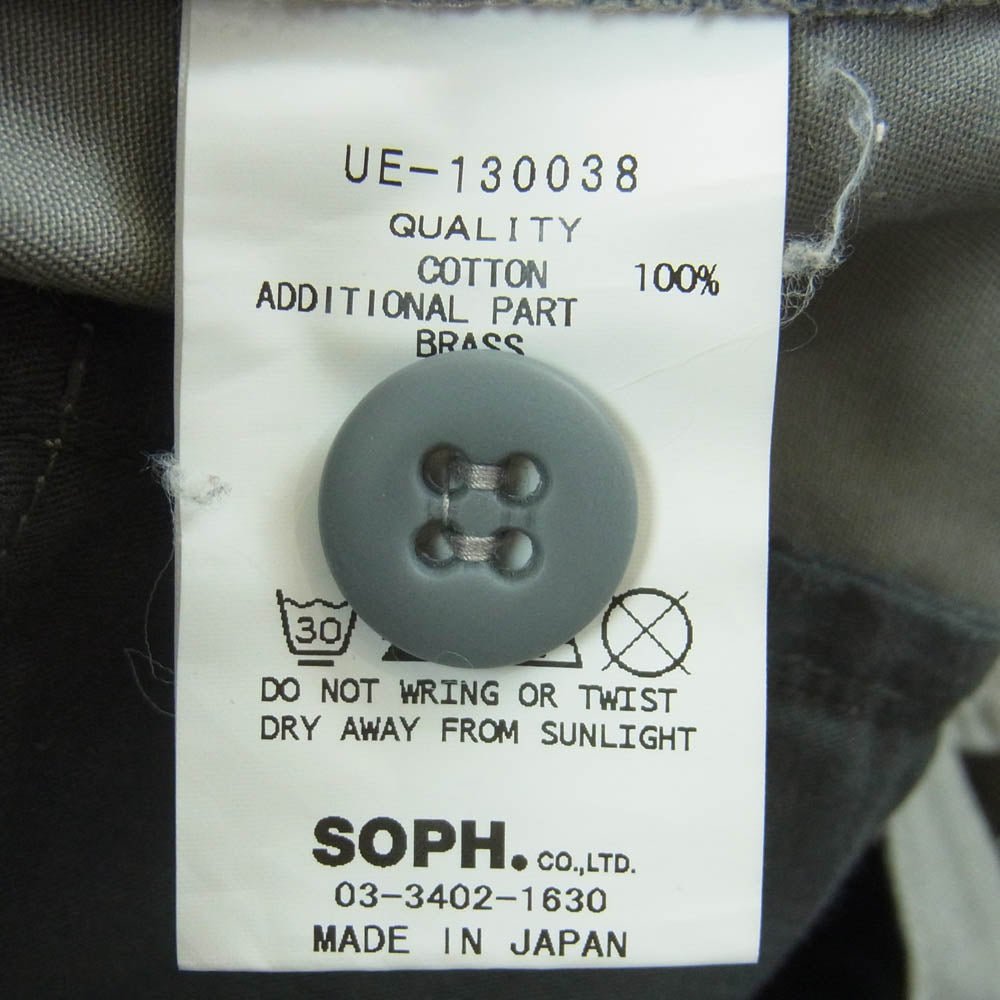 UE-130038
QUALITY
COTTON 100%
ADDITIONAL PART
BRASS
30
DO NOT WRING OR TWIST
DRY AWAY FROM SUNLIGHT
SOPH. CO.,LTD.
03-3402-1630
MADE IN JAPAN